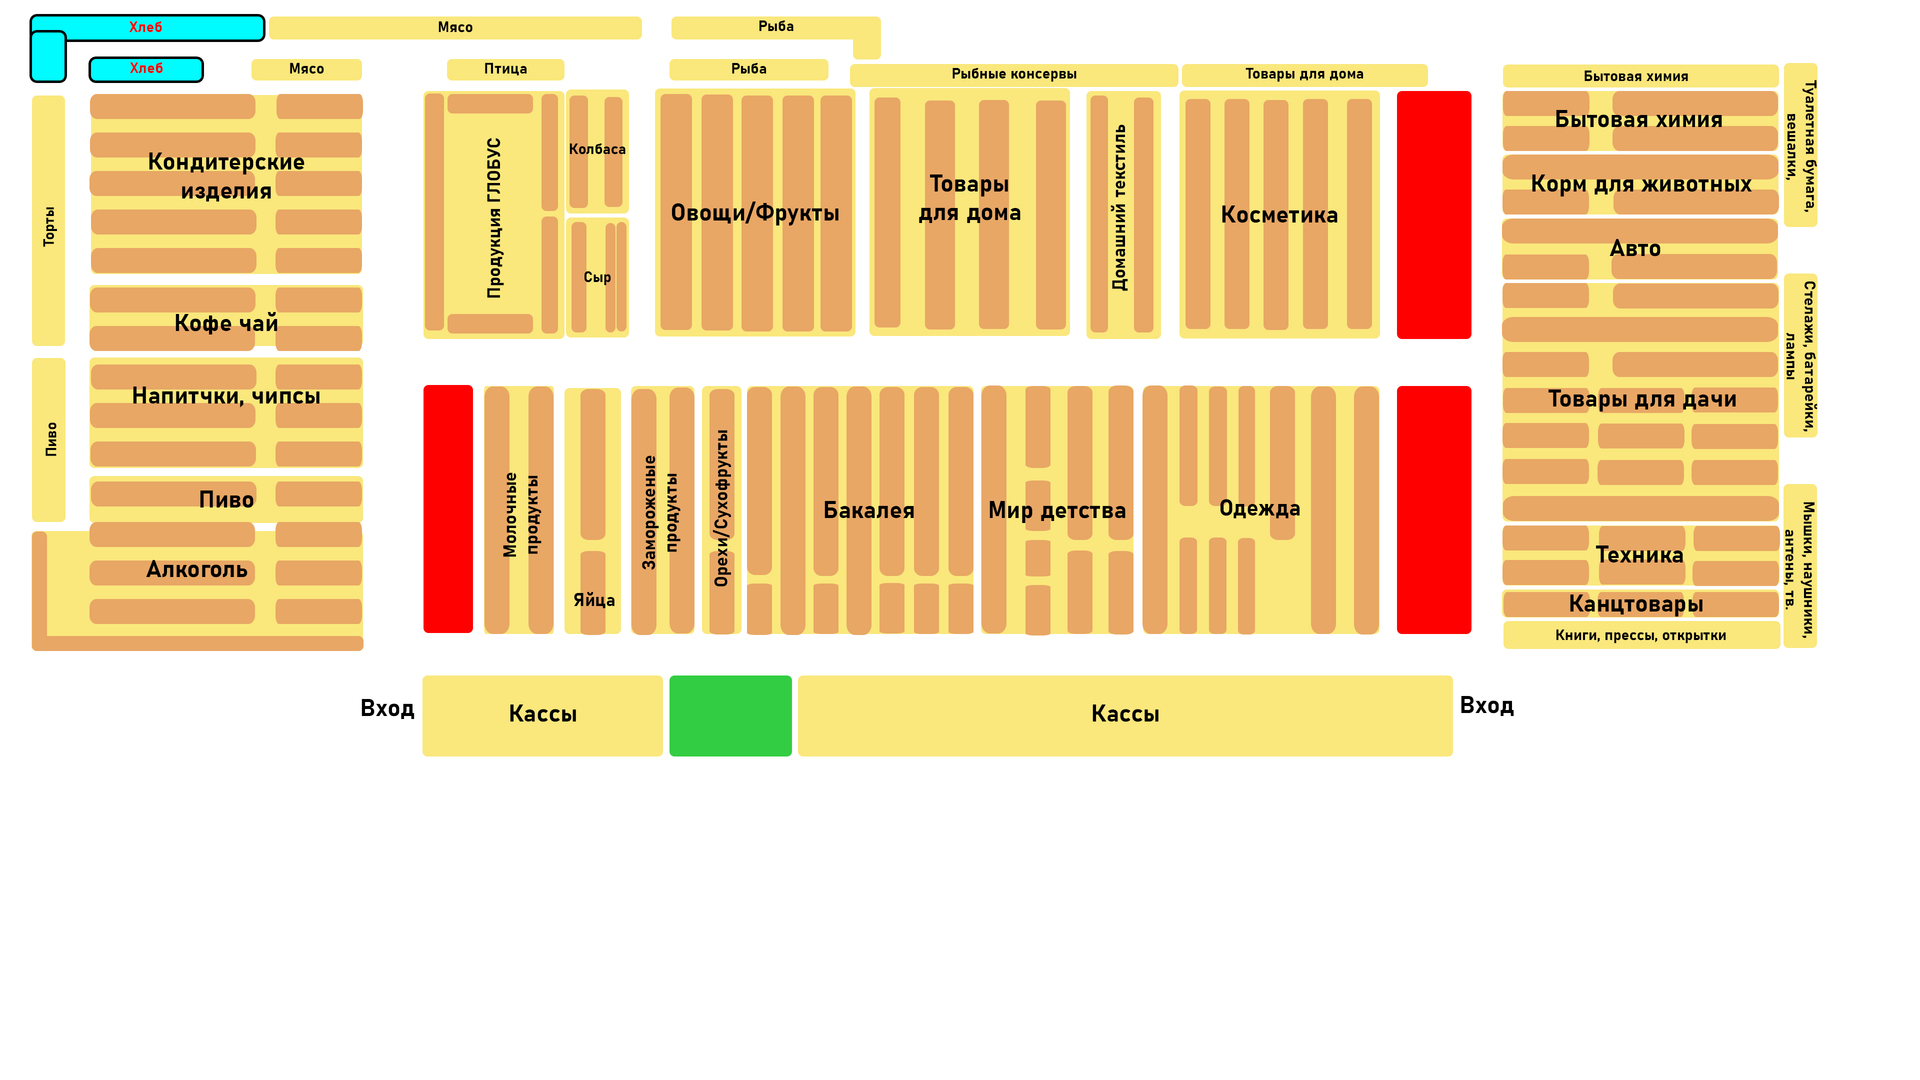 Хлеб
Мясо
Рыба
Хлеб
Мясо
Птица
Рыба
Рыбные консервы
Товары для дома
Бытовая химия
Торты
Кондитерские
изделия
Кофе чай
Пиво
Напитчки, чипсы
Пиво
Алкоголь
Продукция ГЛОБУС
Колбаса
Сыр
Овощи/Фрукты
Товары
для дома
Домашний текстиль
Косметика
Бытовая химия
Корм для животных
Авто
Товары для дачи
Техника
Канцтовары
Книги, прессы, открытки
Туалетная бумага,
вешалки,
Стелажи, батарейки,
лампы
Мышки, наушники,
антены, тв.
Молочные
продукты
Яйца
Замороженые
продукты
Орехи/Сухофрукты
Бакалея
Мир детства
Одежда
Вход
Кассы
Кассы
Вход